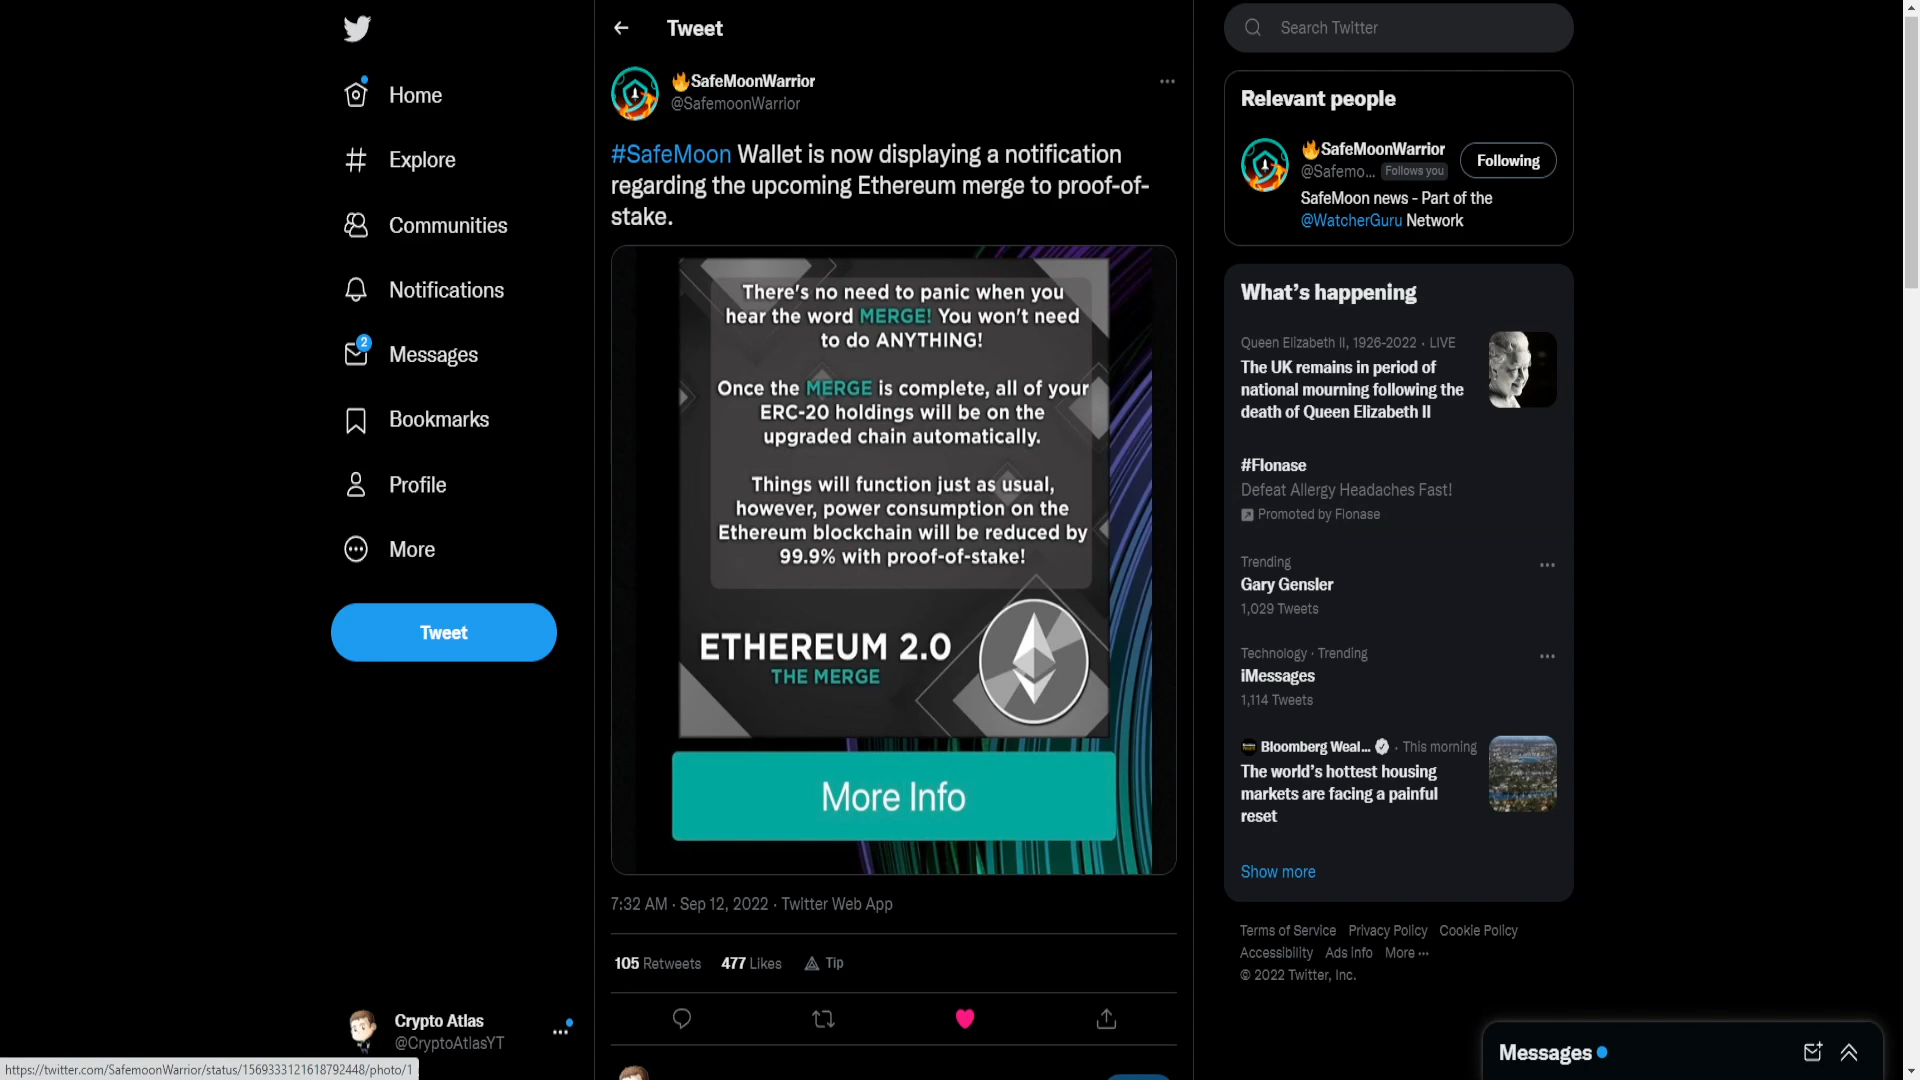 Home
Explore
Communities
Notifications
2
Messages
Bookmarks
Profile
More
Tweet
Crypto Atlas
@CryptoAtlasYT
https://twitter.com/SafemoonWarrior/status/1569333121618792448/photo/1
Tweet
🔥SafeMoonWarrior
@SafemoonWarrior
#SafeMoon Wallet is now displaying a notification
regarding the upcoming Ethereum merge to proof-of-
stake.
There's no need to panic when you
hear the word MERGE! You won't need
to do ANYTHING!
Once the MERGE is complete, all of your
ERC-20 holdings will be on the
upgraded chain automatically.
Things will function just as usual,
however, power consumption on the
Ethereum blockchain will be reduced by
99.9% with proof-of-stake!
ETHEREUM 2.0
THE MERGE
More Info
7:32 AM · Sep 12, 2022 · Twitter Web App
105 Retweets 477 Likes Tip
Search Twitter
Relevant people
🔥SafeMoonWarrior
@Safemo... Follows you
Following
SafeMoon news - Part of the
@WatcherGuru Network
What's happening
Queen Elizabeth II, 1926-2022 · LIVE
The UK remains in period of
national mourning following the
death of Queen Elizabeth II
#Flonase
Defeat Allergy Headaches Fast!
Promoted by Flonase
Trending
Gary Gensler
1,029 Tweets
Technology · Trending
iMessages
1,114 Tweets
Bloomberg Weal... · This morning
The world's hottest housing
markets are facing a painful
reset
Show more
Terms of Service Privacy Policy Cookie Policy
Accessibility Ads info More ···
© 2022 Twitter, Inc.
Messages